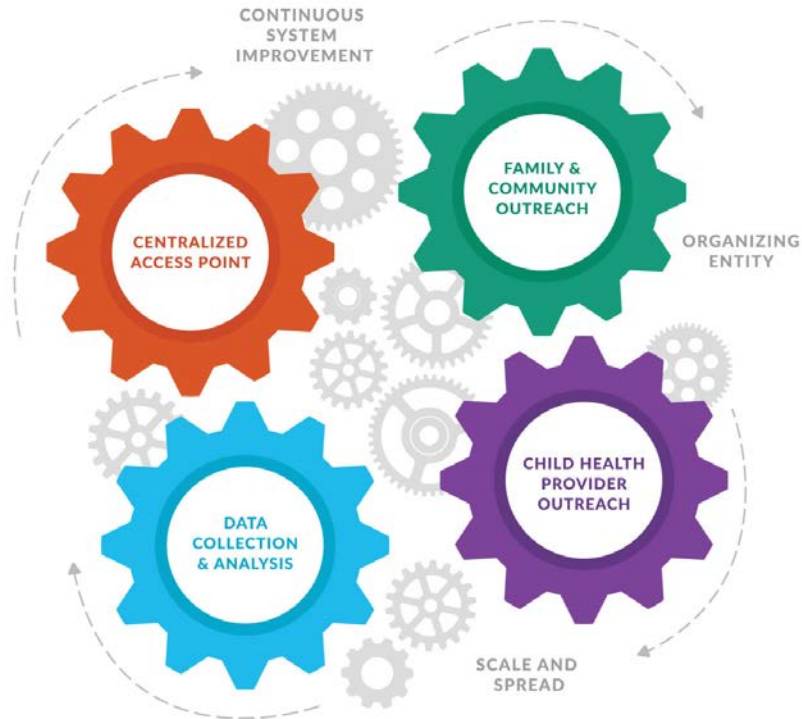 CONTINUOUS
SYSTEM
IMPROVEMENT
FAMILY &
COMMUNITY
OUTREACH
CENTRALIZED
ACCESS POINT
ORGANIZING
ENTITY
CHILD HEALTH
PROVIDER
OUTREACH
DATA
COLLECTION
& ANALYSIS
SCALE AND
SPREAD